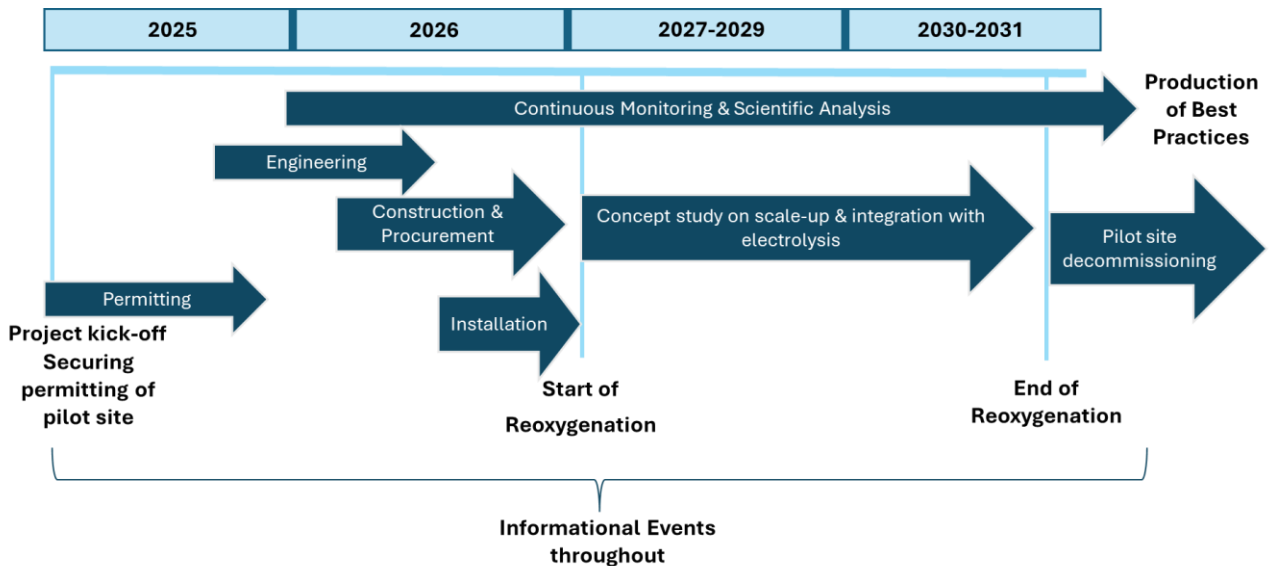 2025
2026
2027-2029
2030-2031
Continuous Monitoring & Scientific Analysis
Production
of Best
Practices
Engineering
Construction &
Procurement
Concept study on scale-up & integration with
electrolysis
Pilot site
decommissioning
Permitting
Installation
Project kick-off
Securing
permitting of
pilot site
Start of
Reoxygenation
End of
Reoxygenation
Informational Events
throughout